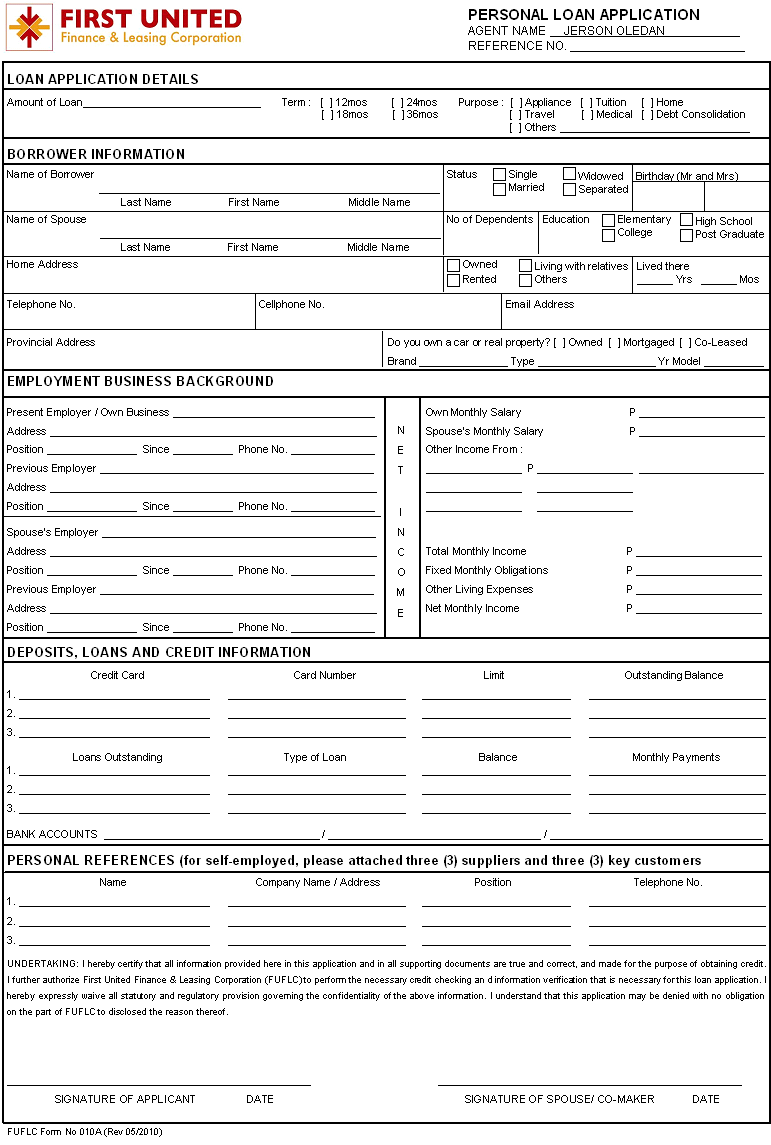 FIRST UNITED
Finance & Leasing Corporation
PERSONAL LOAN APPLICATION
AGENT NAME JERSON OLEDAN
REFERENCE NO.
LOAN APPLICATION DETAILS
Amount of Loan Term : [ ] 12mos [ ] 24mos Purpose : [ ] Appliance [ ] Tuition [ ] Home
[ ] 18mos [ ] 36mos [ ] Travel [ ] Medical [ ] Debt Consolidation
[ ] Others
BORROWER INFORMATION
Name of Borrower Status Single Widowed Birthday (Mr and Mrs)
Married Separated
Last Name First Name Middle Name
Name of Spouse No of Dependents Education Elementary High School
College Post Graduate
Last Name First Name Middle Name
Home Address Owned Living with relatives Lived there
Rented Others Yrs Mos
Telephone No. Cellphone No. Email Address
Provincial Address Do you own a car or real property? [ ] Owned [ ] Mortgaged [ ] Co-Leased
Brand Type Yr Model
EMPLOYMENT BUSINESS BACKGROUND
Present Employer / Own Business
Address
Position Since Phone No.
Previous Employer
Address
Position Since Phone No.
Spouse's Employer
Address
Position Since Phone No.
Previous Employer
Address
Position Since Phone No.
N
E
T
I
N
C
O
M
E
Own Monthly Salary P
Spouse's Monthly Salary P
Other Income From :
P
Total Monthly Income P
Fixed Monthly Obligations P
Other Living Expenses P
Net Monthly Income P
DEPOSITS, LOANS AND CREDIT INFORMATION
Credit Card Card Number Limit Outstanding Balance
1.
2.
3.
Loans Outstanding Type of Loan Balance Monthly Payments
1.
2.
3.
BANK ACCOUNTS / /
PERSONAL REFERENCES (for self-employed, please attached three (3) suppliers and three (3) key customers
Name Company Name / Address Position Telephone No.
1.
2.
3.
UNDERTAKING: I hereby certify that all information provided here in this application and in all supporting documents are true and correct, and made for the purpose of obtaining credit.
I further authorize First United Finance & Leasing Corporation (FUFLC) to perform the necessary credit checking and information verification that is necessary for this loan application. I
hereby expressly waive all statutory and regulatory provision governing the confidentiality of the above information. I understand that this application may be denied with no obligation
on the part of FUFLC to disclosed the reason thereof.
SIGNATURE OF APPLICANT DATE SIGNATURE OF SPOUSE/ CO-MAKER DATE
FUFLC Form No 010A (Rev 05/2010)